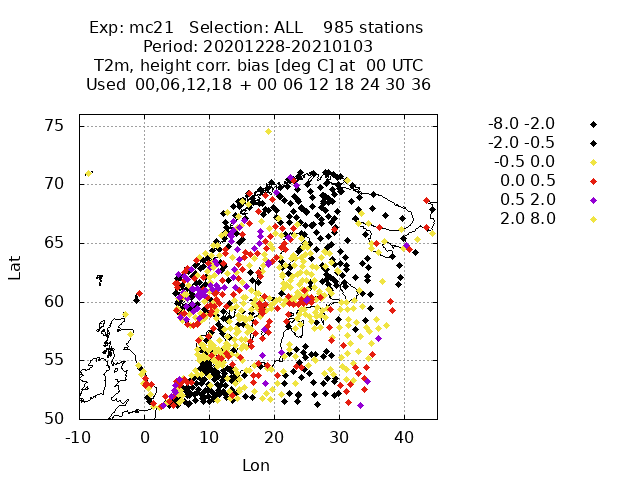 Exp: mc21 Selection: ALL 985 stations
Period: 20201228-20210103
T2m, height corr. bias [deg C] at 00 UTC
Used 00,06,12,18 + 00 06 12 18 24 30 36
-8.0 -2.0
-2.0 -0.5
-0.5 0.0
0.0 0.5
0.5 2.0
2.0 8.0
75
70
65
60
55
50
Lat
-10 0 10 20 30 40
Lon